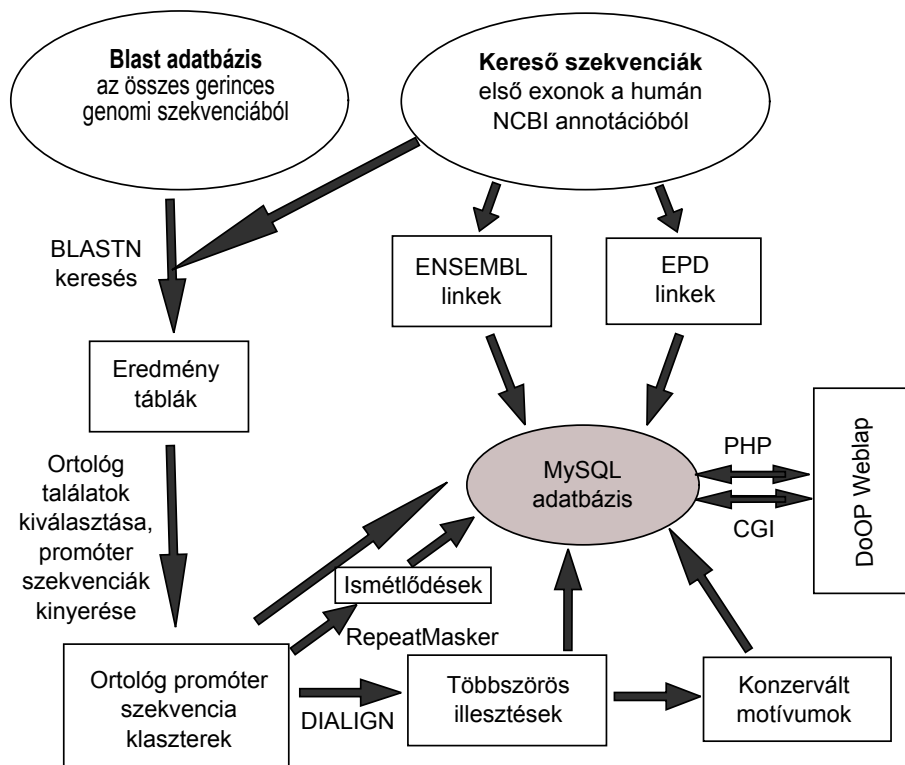 Blast adatbázis
az összes gerinces
genomi szekvenciából
Kereső szekvenciák
első exonok a humán
NCBI annotációból
BLASTN
keresés
ENSEMBL
linkek
EPD
linkek
Eredmény
táblák
Ortológ
találatok
kiválasztása,
promóter
szekvenciák
kinyerése
MySQL
adatbázis
PHP
CGI
DoOP Weblap
Ismétlődések
RepeatMasker
Ortológ promóter
szekvencia
klaszterek
DIALIGN
Többszörös
illesztések
Konzervált
motívumok